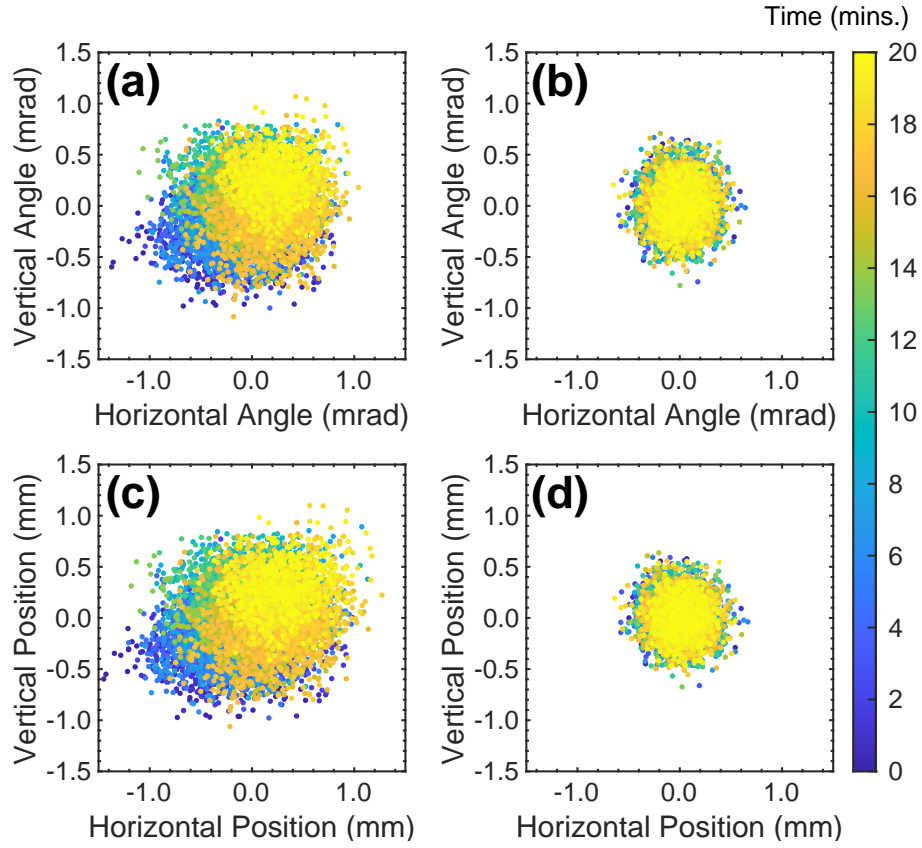 Time (mins.)
(a)
1.5
1.0
0.5
0.0
-0.5
-1.0
-1.5
Vertical Angle (mrad)
-1.0 0.0 1.0
Horizontal Angle (mrad)
(b)
1.5
1.0
0.5
0.0
-0.5
-1.0
-1.5
Vertical Angle (mrad)
-1.0 0.0 1.0
Horizontal Angle (mrad)
(c)
1.5
1.0
0.5
0.0
-0.5
-1.0
-1.5
Vertical Position (mm)
-1.0 0.0 1.0
Horizontal Position (mm)
(d)
1.5
1.0
0.5
0.0
-0.5
-1.0
-1.5
Vertical Position (mm)
-1.0 0.0 1.0
Horizontal Position (mm)
20
18
16
14
12
10
8
6
4
2
0